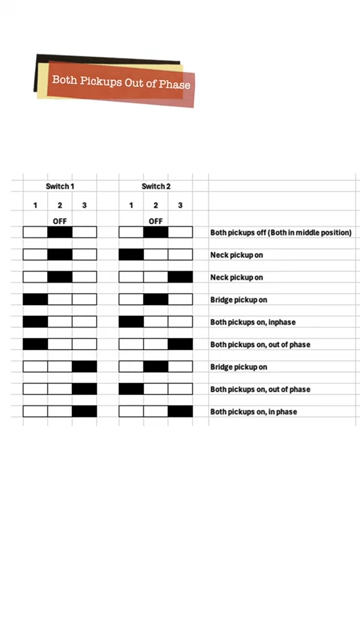 Both Pickups Out of Phase
Switch 1 Switch 2
1 2 3 1 2 3
OFF OFF
Both pickups off (Both in middle position)
Neck pickup on
Neck pickup on
Bridge pickup on
Both pickups on, inphase
Both pickups on, out of phase
Bridge pickup on
Both pickups on, out of phase
Both pickups on, in phase